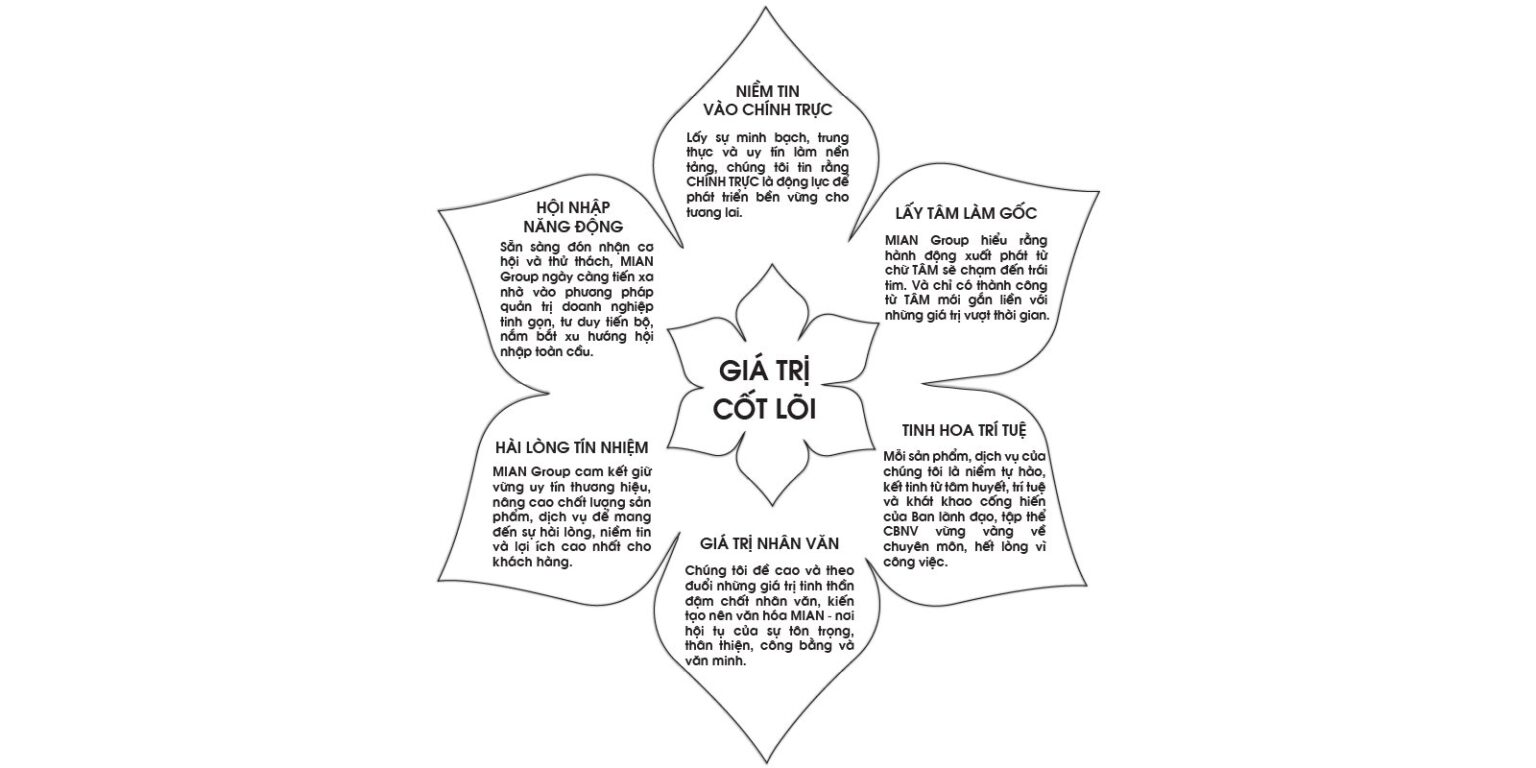 NIỀM TIN
VÀO CHÍNH TRỰC
Lấy sự minh bạch, trung
thực và uy tín làm nền
tảng, chúng tôi tin rằng
CHÍNH TRỰC là động lực để
phát triển bền vững cho
tương lai.
LẤY TÂM LÀM GỐC
MIAN Group hiểu rằng
hành động xuất phát từ
chữ TÂM sẽ chạm đến trái
tim. Và chỉ có thành công
từ TÂM mới gắn liền với
những giá trị vượt thời gian.
TINH HOA TRÍ TUỆ
Mỗi sản phẩm, dịch vụ của
chúng tôi là niềm tự hào,
kết tinh từ tâm huyết, trí tuệ
và khát khao cống hiến
của Ban lãnh đạo, tập thể
CBNV vững vàng về
chuyên môn, hết lòng vì
công việc.
GIÁ TRỊ NHÂN VĂN
Chúng tôi đề cao và theo
đuổi những giá trị tinh thần
đậm chất nhân văn, kiến
tạo nên văn hóa MIAN - nơi
hội tụ của sự tôn trọng,
thân thiện, công bằng và
văn minh.
HÀI LÒNG TÍN NHIỆM
MIAN Group cam kết giữ
vững uy tín thương hiệu,
nâng cao chất lượng sản
phẩm, dịch vụ để mang
đến sự hài lòng, niềm tin
và lợi ích cao nhất cho
khách hàng.
HỘI NHẬP
NĂNG ĐỘNG
Sẵn sàng đón nhận cơ
hội và thử thách, MIAN
Group ngày càng tiến xa
nhờ vào phương pháp
quản trị doanh nghiệp
tinh gọn, tư duy tiến bộ,
nắm bắt xu hướng hội
nhập toàn cầu.
GIÁ TRỊ
CỐT LÕI